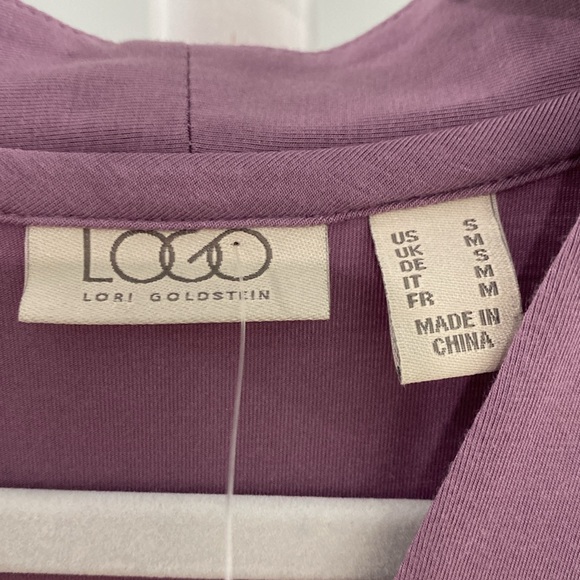 LOGO
LORI GOLDSTEIN
US S
UK M
DE S
IT M
FR M
MADE IN
CHINA